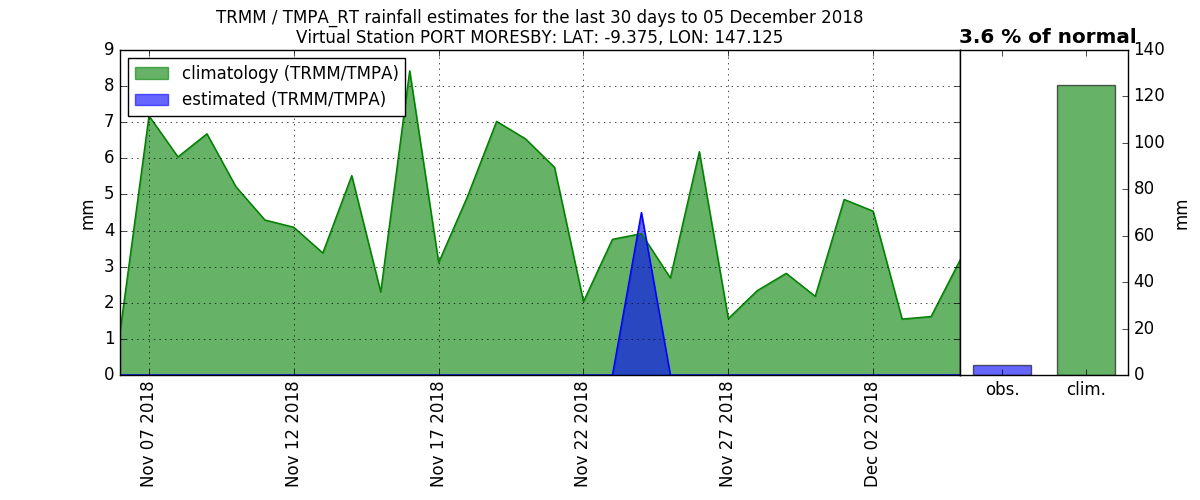 TRMM / TMPA_RT rainfall estimates for the last 30 days to 05 December 2018
Virtual Station PORT MORESBY: LAT: -9.375, LON: 147.125
3.6 % of normal
climatology (TRMM/TMPA)
estimated (TRMM/TMPA)
9
8
7
6
5
4
3
2
1
0
mm
Nov 07 2018
Nov 12 2018
Nov 17 2018
Nov 22 2018
Nov 27 2018
Dec 02 2018
140
120
100
80
60
40
20
0
mm
obs.
clim.